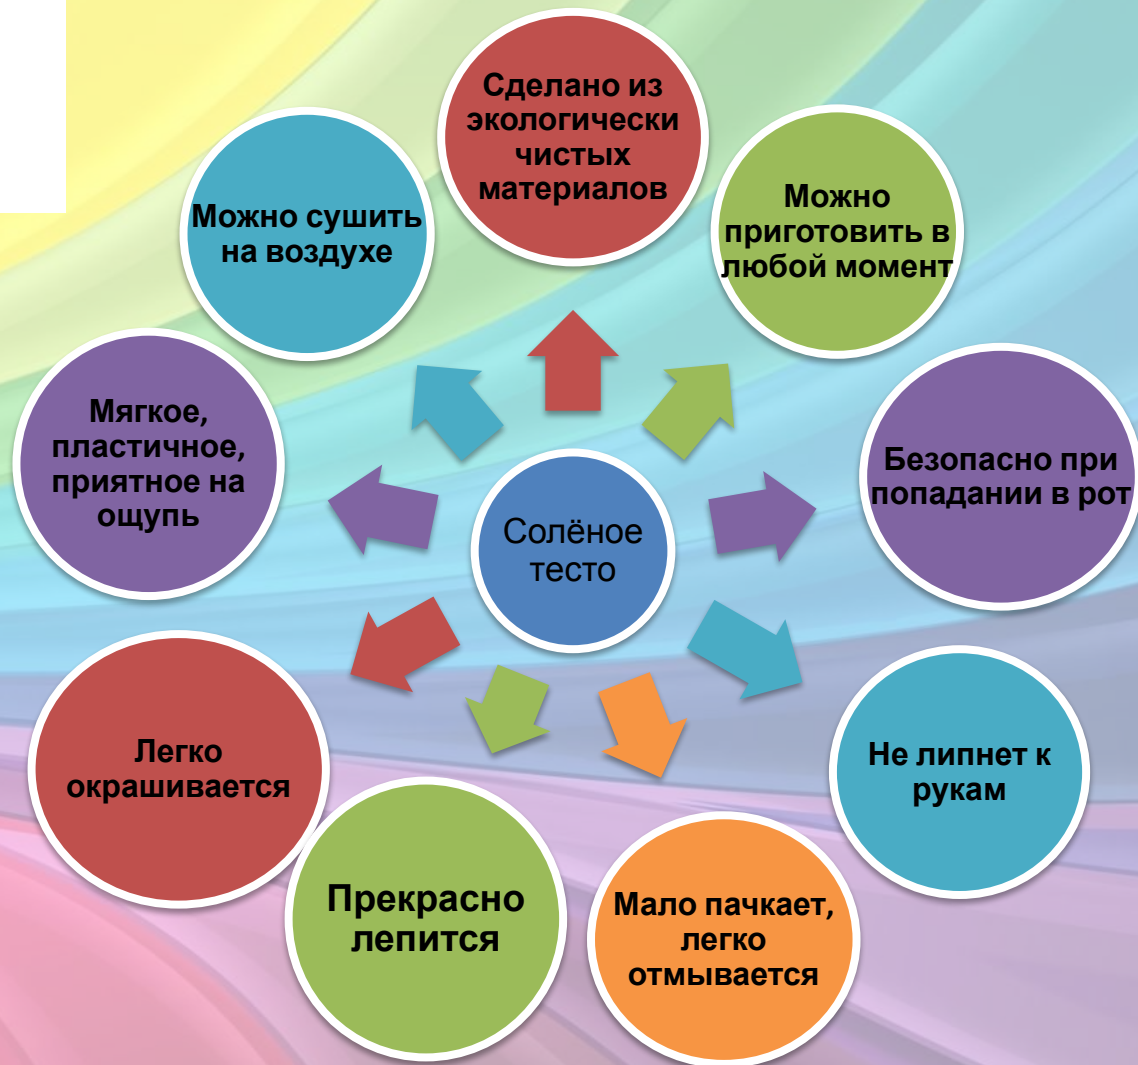 Сделано из
экологически
чистых
материалов
Можно
приготовить в
любой момент
Безопасно при
попадании в рот
Не липнет к
рукам
Мало пачкает,
легко
отмывается
Прекрасно
лепится
Легко
окрашивается
Мягкое,
пластичное,
приятное на
ощупь
Можно сушить
на воздухе
Солёное
тесто